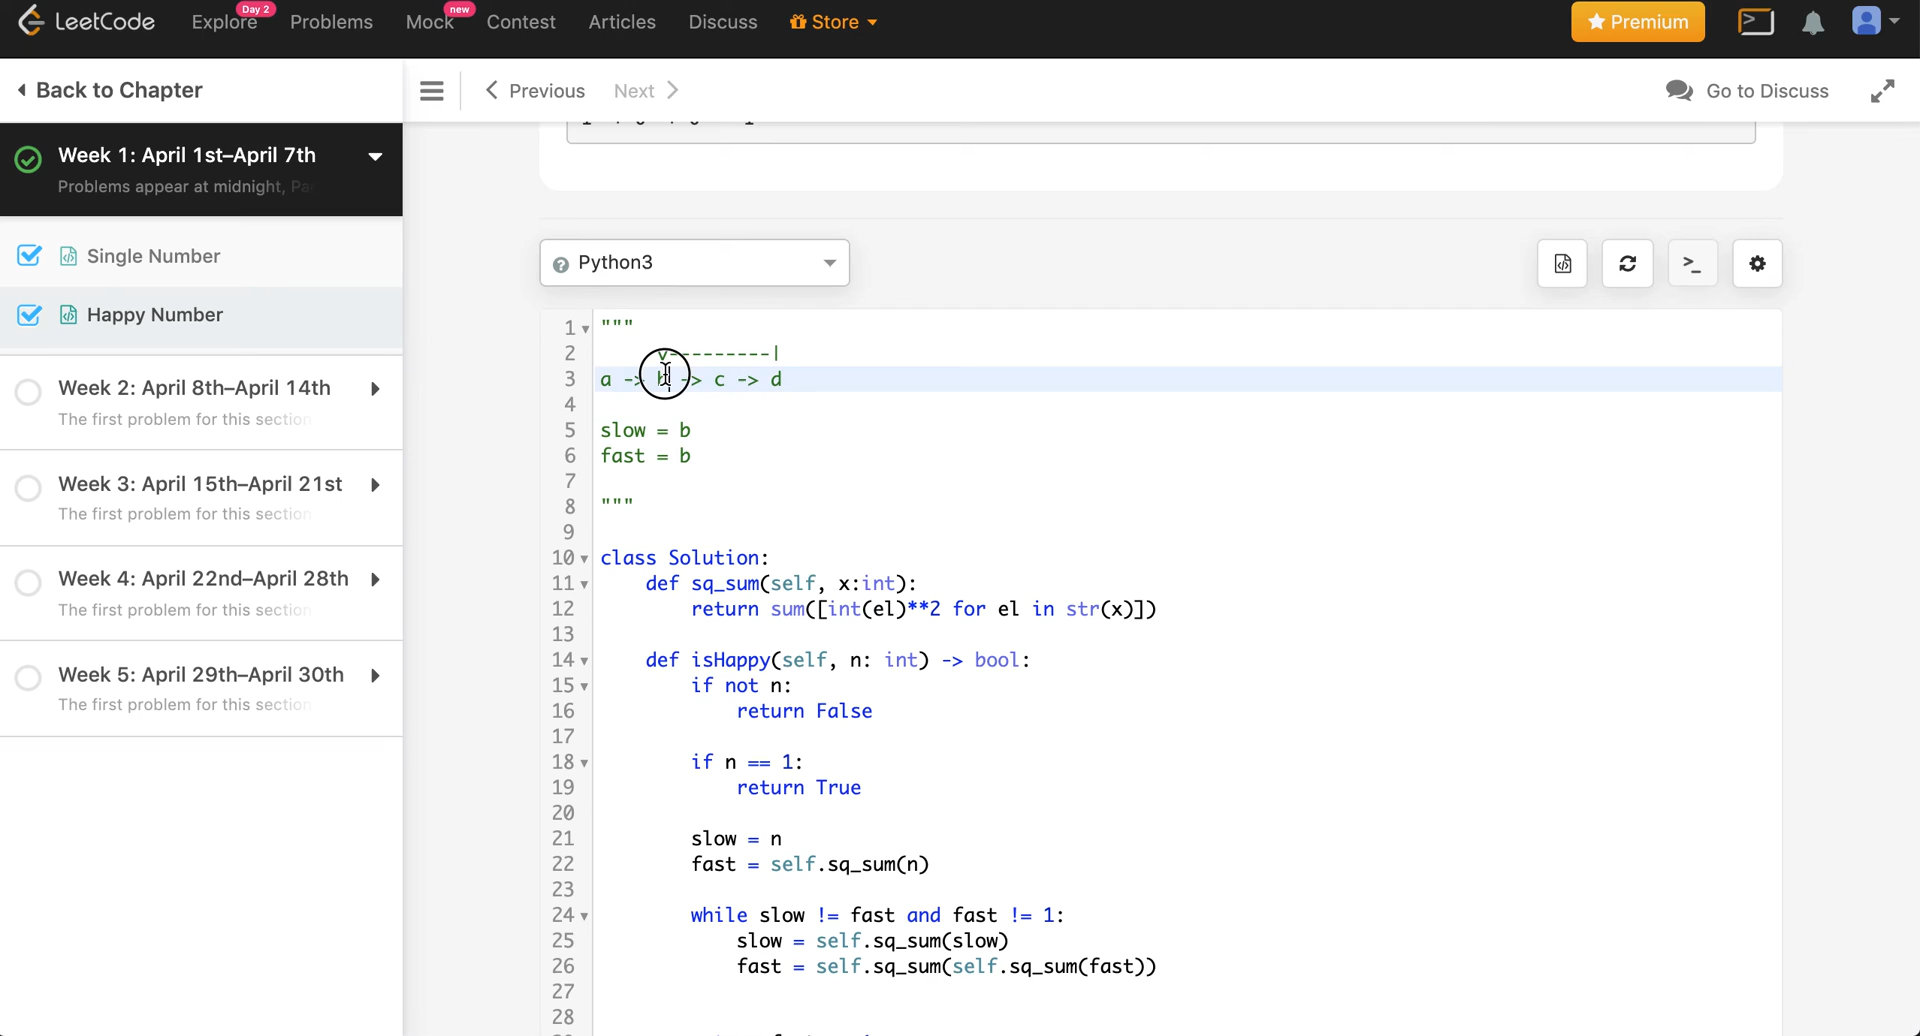 LeetCode
Explore
Day 2
Problems
Mock
new
Contest
Articles
Discuss
Store
Premium
Back to Chapter
Previous
Next
Go to Discuss
Week 1: April 1st–April 7th
Problems appear at midnight,
Single Number
Happy Number
Week 2: April 8th–April 14th
The first problem for this section
Week 3: April 15th–April 21st
The first problem for this section
Week 4: April 22nd–April 28th
The first problem for this section
Week 5: April 29th–April 30th
The first problem for this section
Python3
1 """
2 v---------|
3 a -> b -> c -> d
4
5 slow = b
6 fast = b
7
8 """
9
10 class Solution:
11 def sq_sum(self, x:int):
12 return sum([int(el)**2 for el in str(x)])
13
14 def isHappy(self, n: int) -> bool:
15 if not n:
16 return False
17
18 if n == 1:
19 return True
20
21 slow = n
22 fast = self.sq_sum(n)
23
24 while slow != fast and fast != 1:
25 slow = self.sq_sum(slow)
26 fast = self.sq_sum(self.sq_sum(fast))
27
28